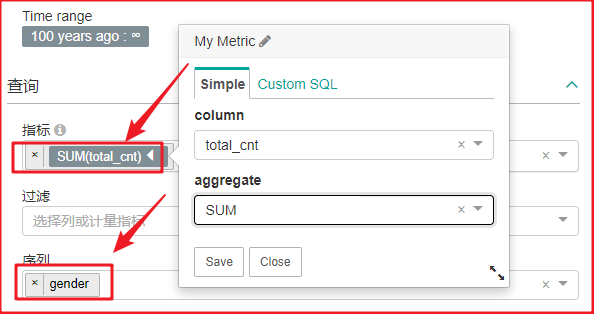 Time range
100 years ago : ∞
查询
指标
× SUM(total_cnt)
过滤
选择列或计量指标
序列
× gender
My Metric
Simple Custom SQL
column
total_cnt
aggregate
SUM
Save Close